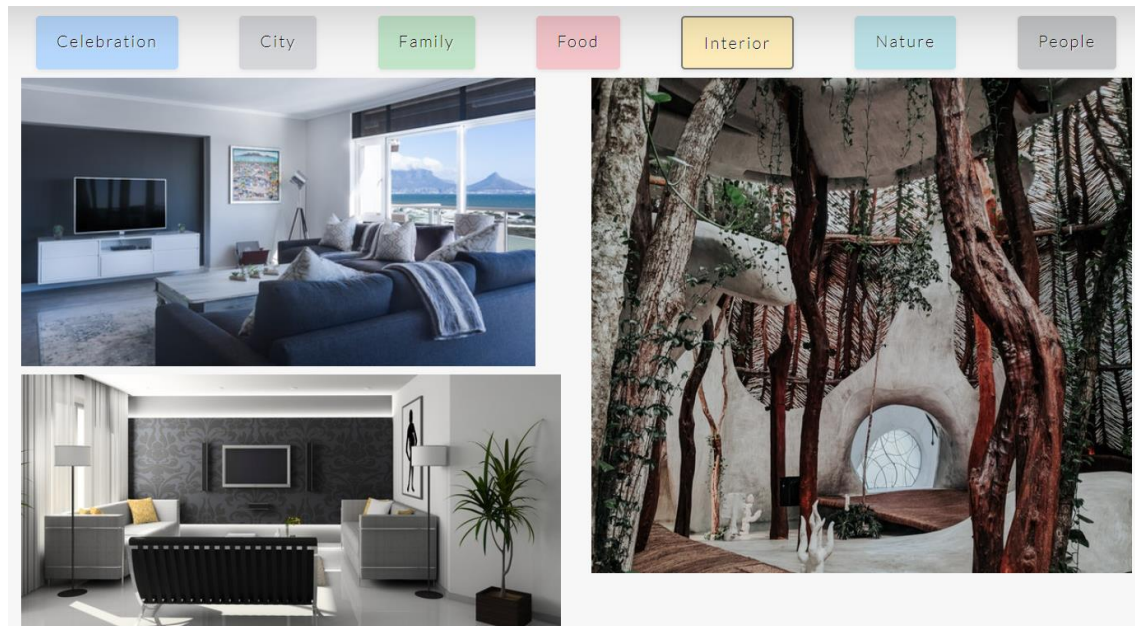 Celebration
City
Family
Food
Interior
Nature
People